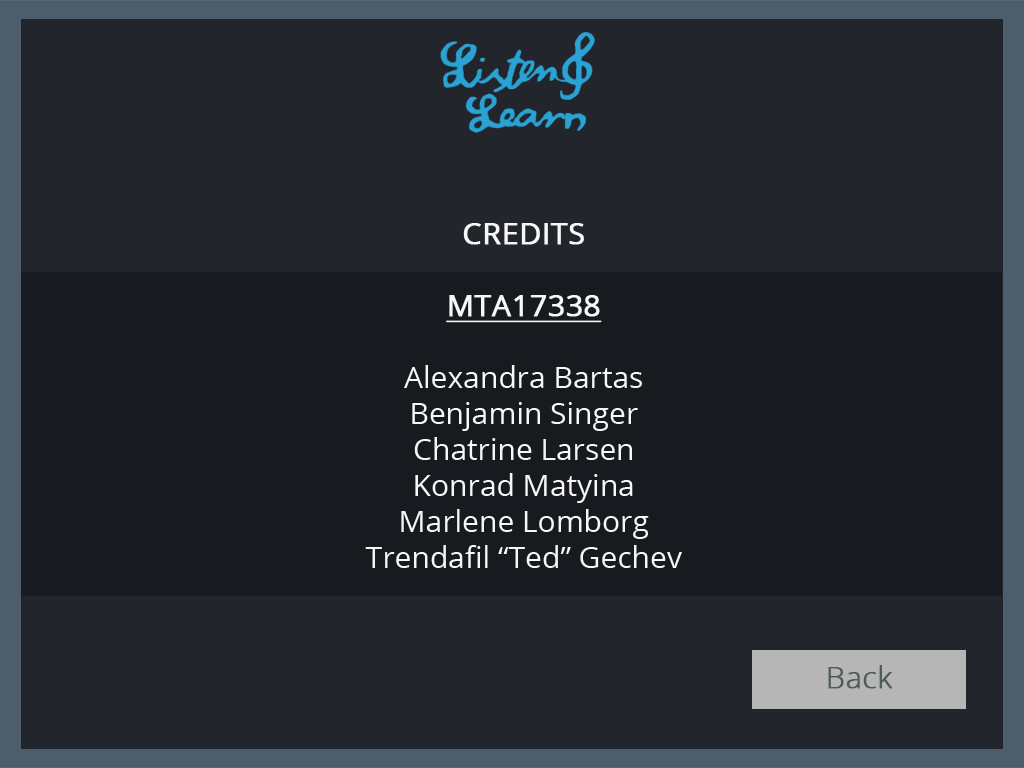 Listen &
Learn
CREDITS
MTA17338
Alexandra Bartas
Benjamin Singer
Chatrine Larsen
Konrad Matyina
Marlene Lomborg
Trendafil “Ted” Gechev
Back